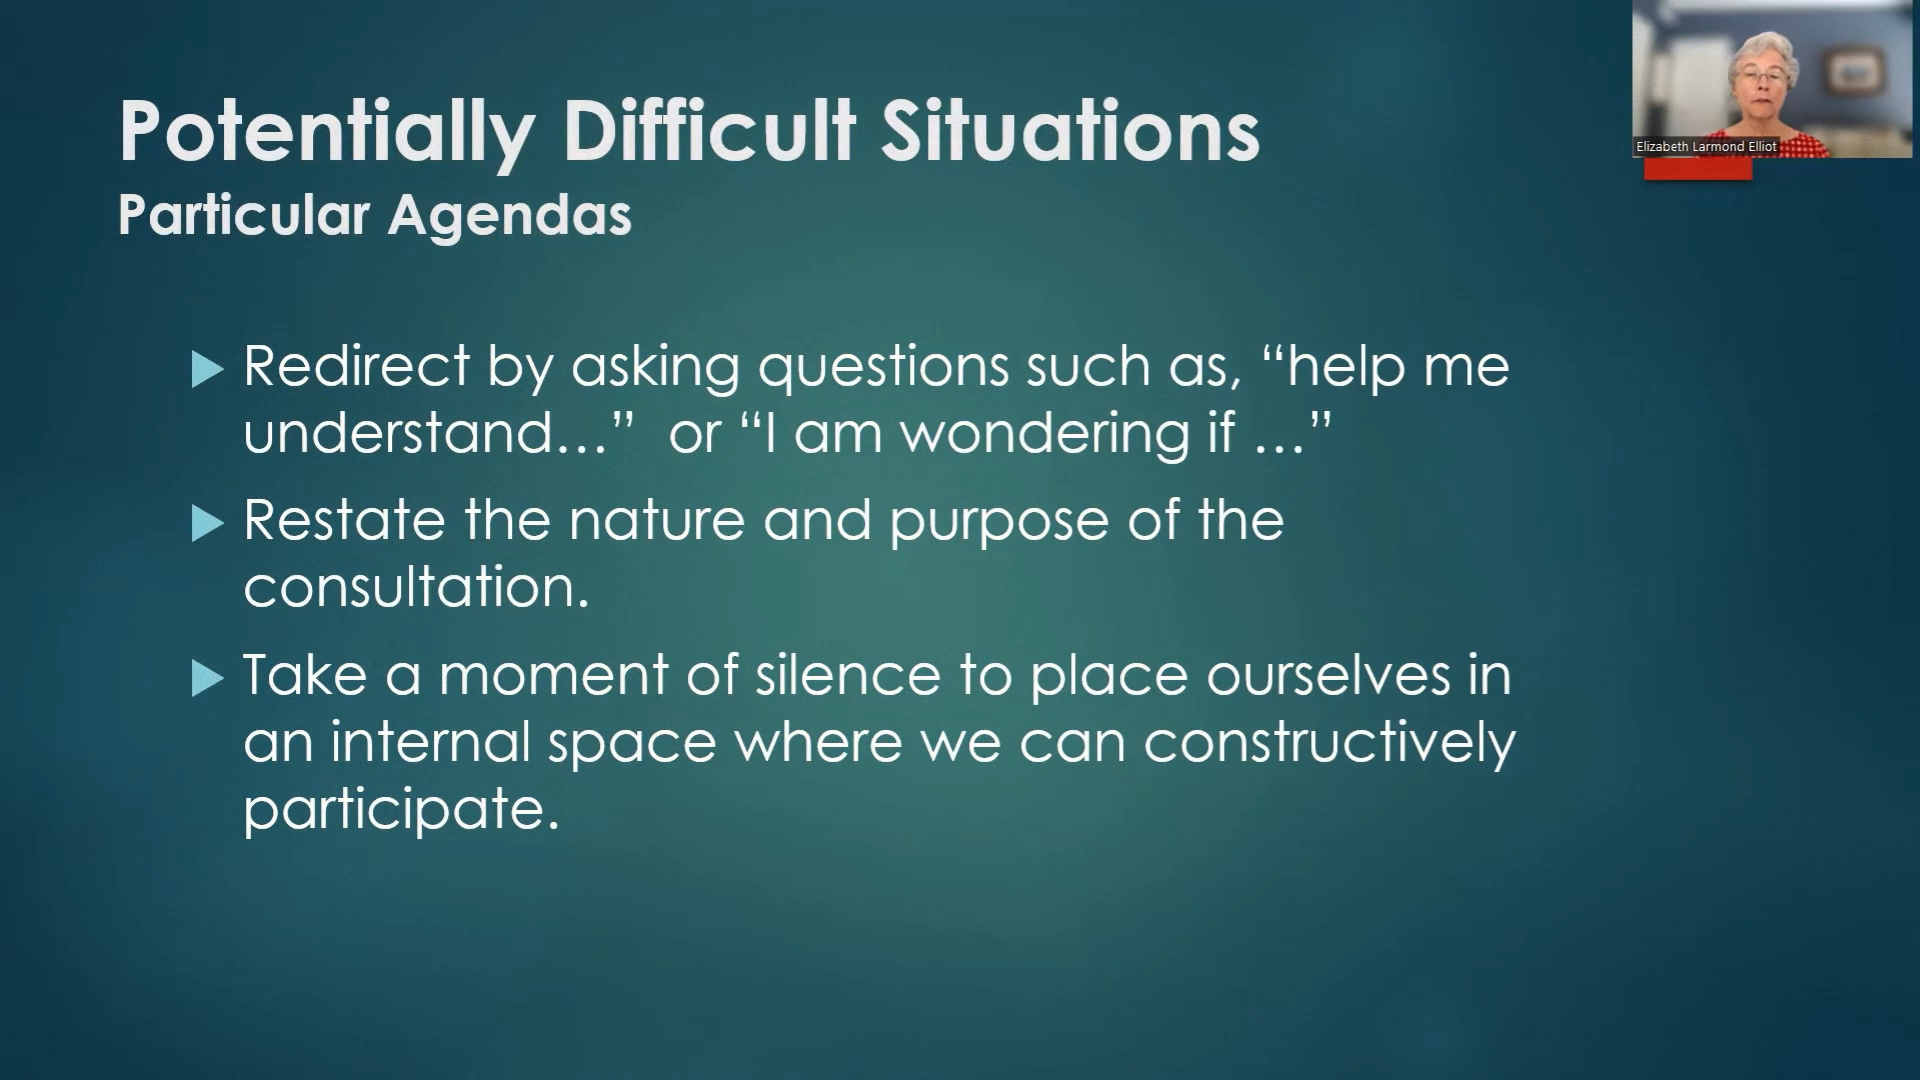 Potentially Difficult Situations
Particular Agendas
Elizabeth Larmond Elliot
Redirect by asking questions such as, “help me
understand…”  or “I am wondering if …”
Restate the nature and purpose of the
consultation.
Take a moment of silence to place ourselves in
an internal space where we can constructively
participate.